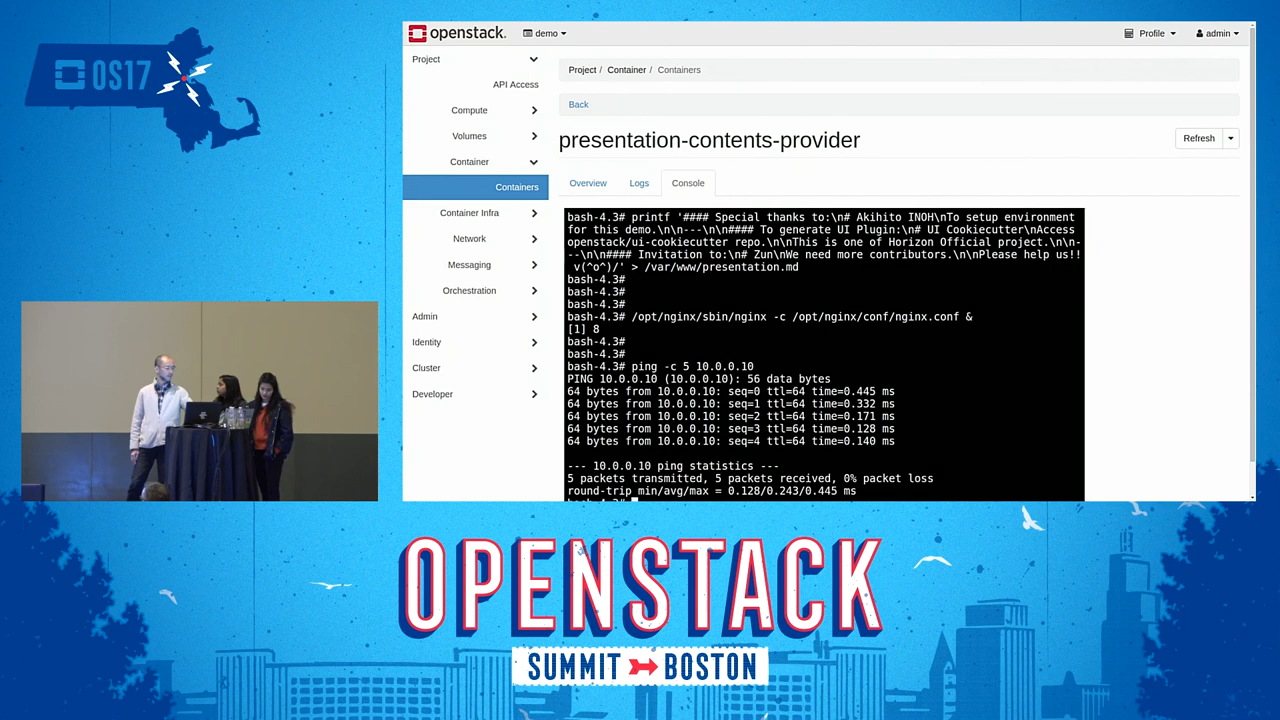 OS17
openstack.
demo
Profile
admin
Project
API Access
Compute
Volumes
Container
Containers
Container Infra
Network
Messaging
Orchestration
Admin
Identity
Cluster
Developer
Project / Container / Containers
Back
presentation-contents-provider
Refresh
Overview
Logs
Console
bash-4.3# printf '#### Special thanks to:\n# Akihito INOH\nTo setup environment
for this demo.\n\n---\n\n#### To generate UI Plugin:\n# UI Cookiecutter\nAccess
openstack/ui-cookiecutter repo.\n\nThis is one of Horizon Official project.\n\n-
--\n\n#### Invitation to:\n# Zun\nWe need more contributors.\n\nPlease help us!!
v(^o^)/' > /var/www/presentation.md
bash-4.3#
bash-4.3#
bash-4.3#
bash-4.3# /opt/nginx/sbin/nginx -c /opt/nginx/conf/nginx.conf &
[1] 8
bash-4.3#
bash-4.3#
bash-4.3# ping -c 5 10.0.0.10
PING 10.0.0.10 (10.0.0.10): 56 data bytes
64 bytes from 10.0.0.10: seq=0 ttl=64 time=0.445 ms
64 bytes from 10.0.0.10: seq=1 ttl=64 time=0.332 ms
64 bytes from 10.0.0.10: seq=2 ttl=64 time=0.171 ms
64 bytes from 10.0.0.10: seq=3 ttl=64 time=0.128 ms
64 bytes from 10.0.0.10: seq=4 ttl=64 time=0.140 ms
--- 10.0.0.10 ping statistics ---
5 packets transmitted, 5 packets received, 0% packet loss
round-trip min/avg/max = 0.128/0.243/0.445 ms
bash-4.3#
OPENSTACK
SUMMIT BOSTON